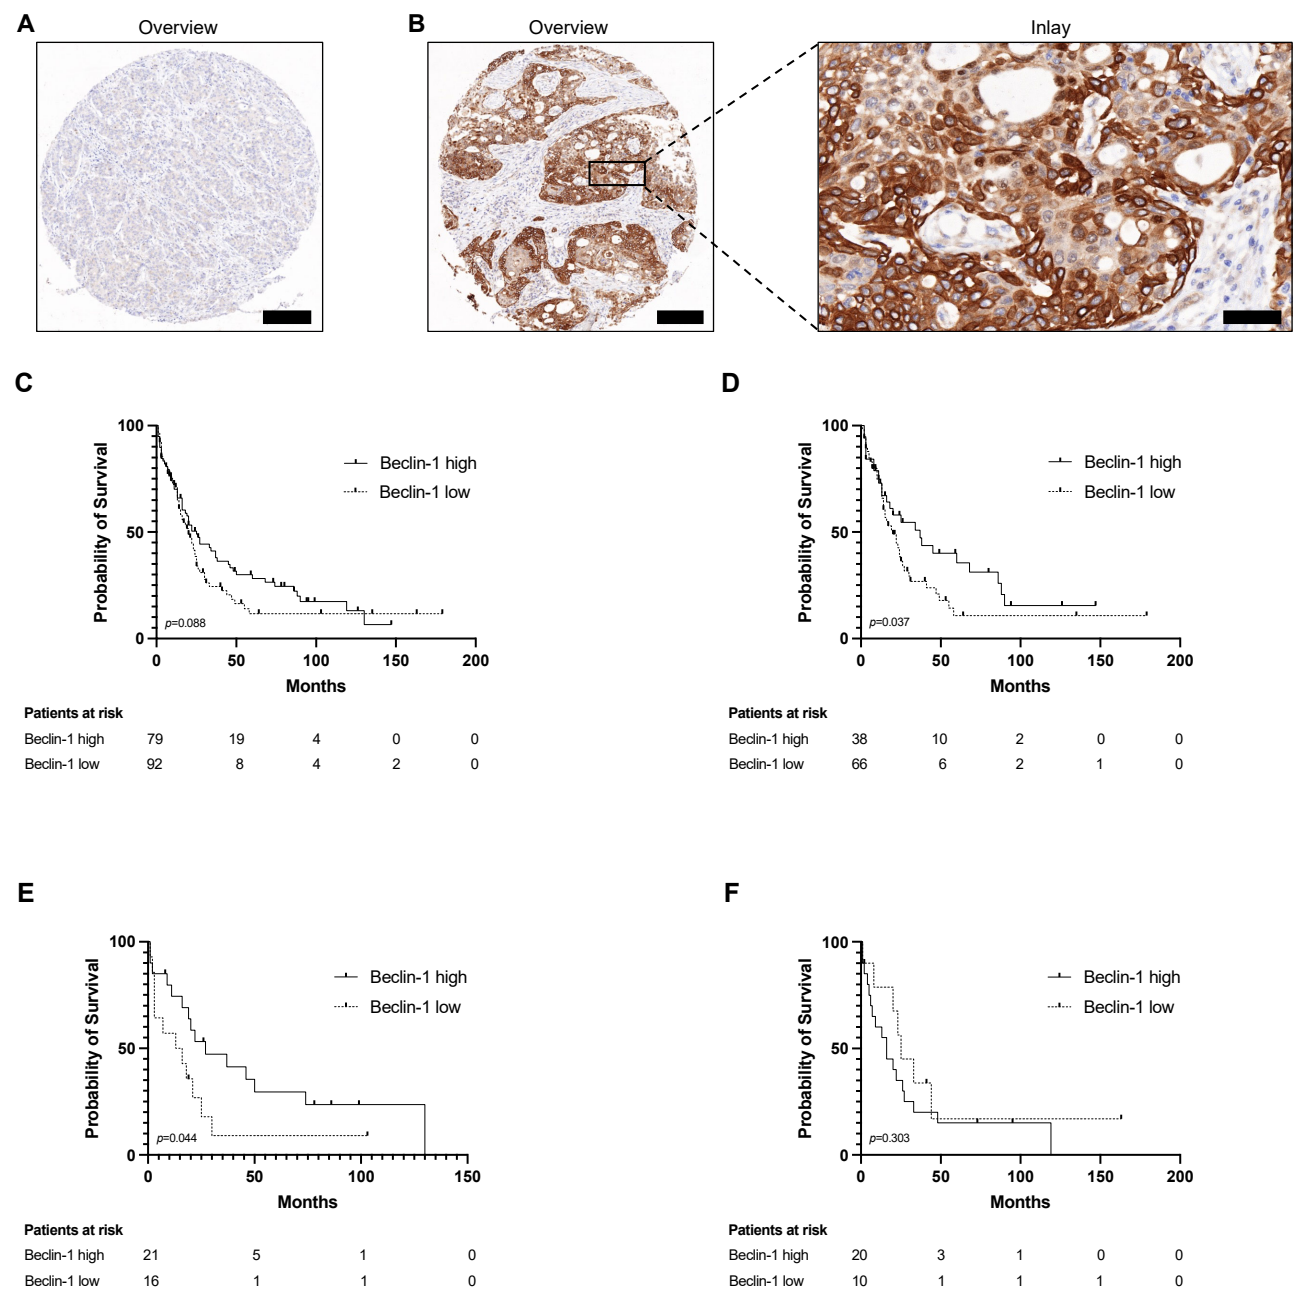 A
Overview
B
Overview
Inlay
C
100
50
0
Probability of Survival
Beclin-1 high
Beclin-1 low
p=0.088
0 50 100 150 200
Months
Patients at risk
Beclin-1 high 79 19 4 0 0
Beclin-1 low 92 8 4 2 0
D
100
50
0
Probability of Survival
Beclin-1 high
Beclin-1 low
p=0.037
0 50 100 150 200
Months
Patients at risk
Beclin-1 high 38 10 2 0 0
Beclin-1 low 66 6 2 1 0
E
100
50
0
Probability of Survival
Beclin-1 high
Beclin-1 low
p=0.044
0 50 100 150
Months
Patients at risk
Beclin-1 high 21 5 1 0
Beclin-1 low 16 1 1 0
F
100
50
0
Probability of Survival
Beclin-1 high
Beclin-1 low
p=0.303
0 50 100 150 200
Months
Patients at risk
Beclin-1 high 20 3 1 0 0
Beclin-1 low 10 1 1 1 0